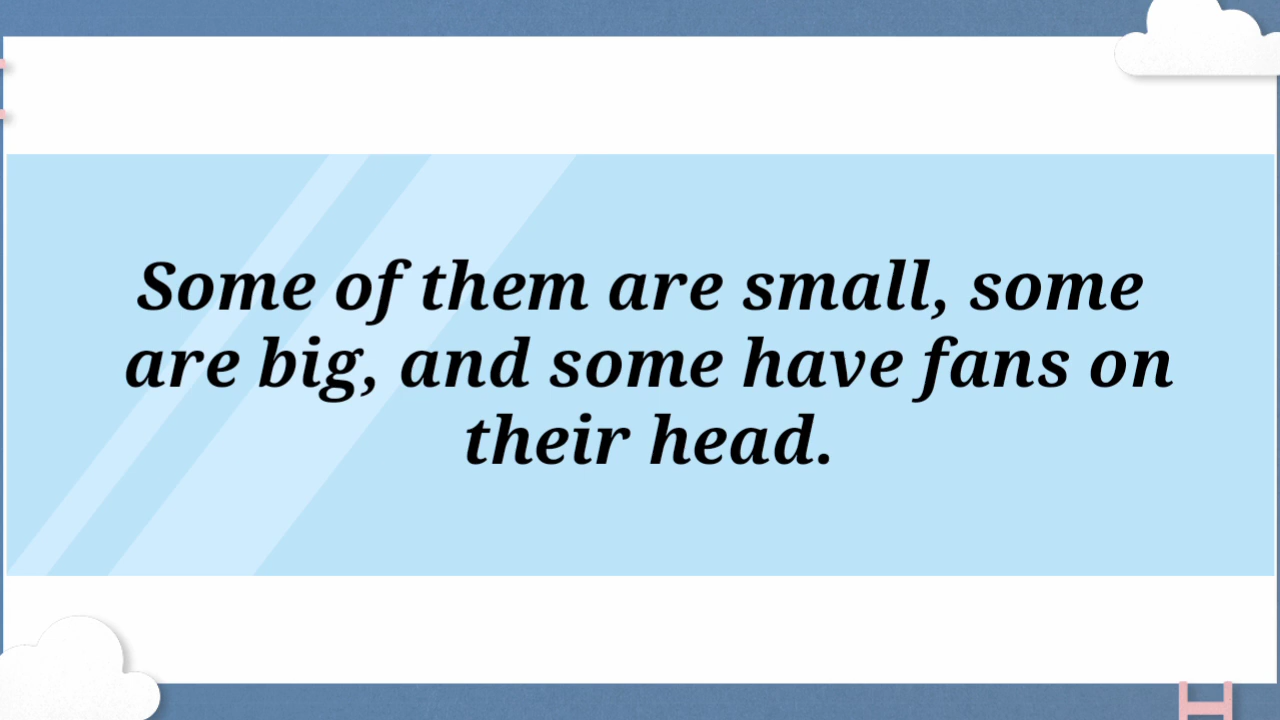 Some of them are small, some
are big, and some have fans on
their head.